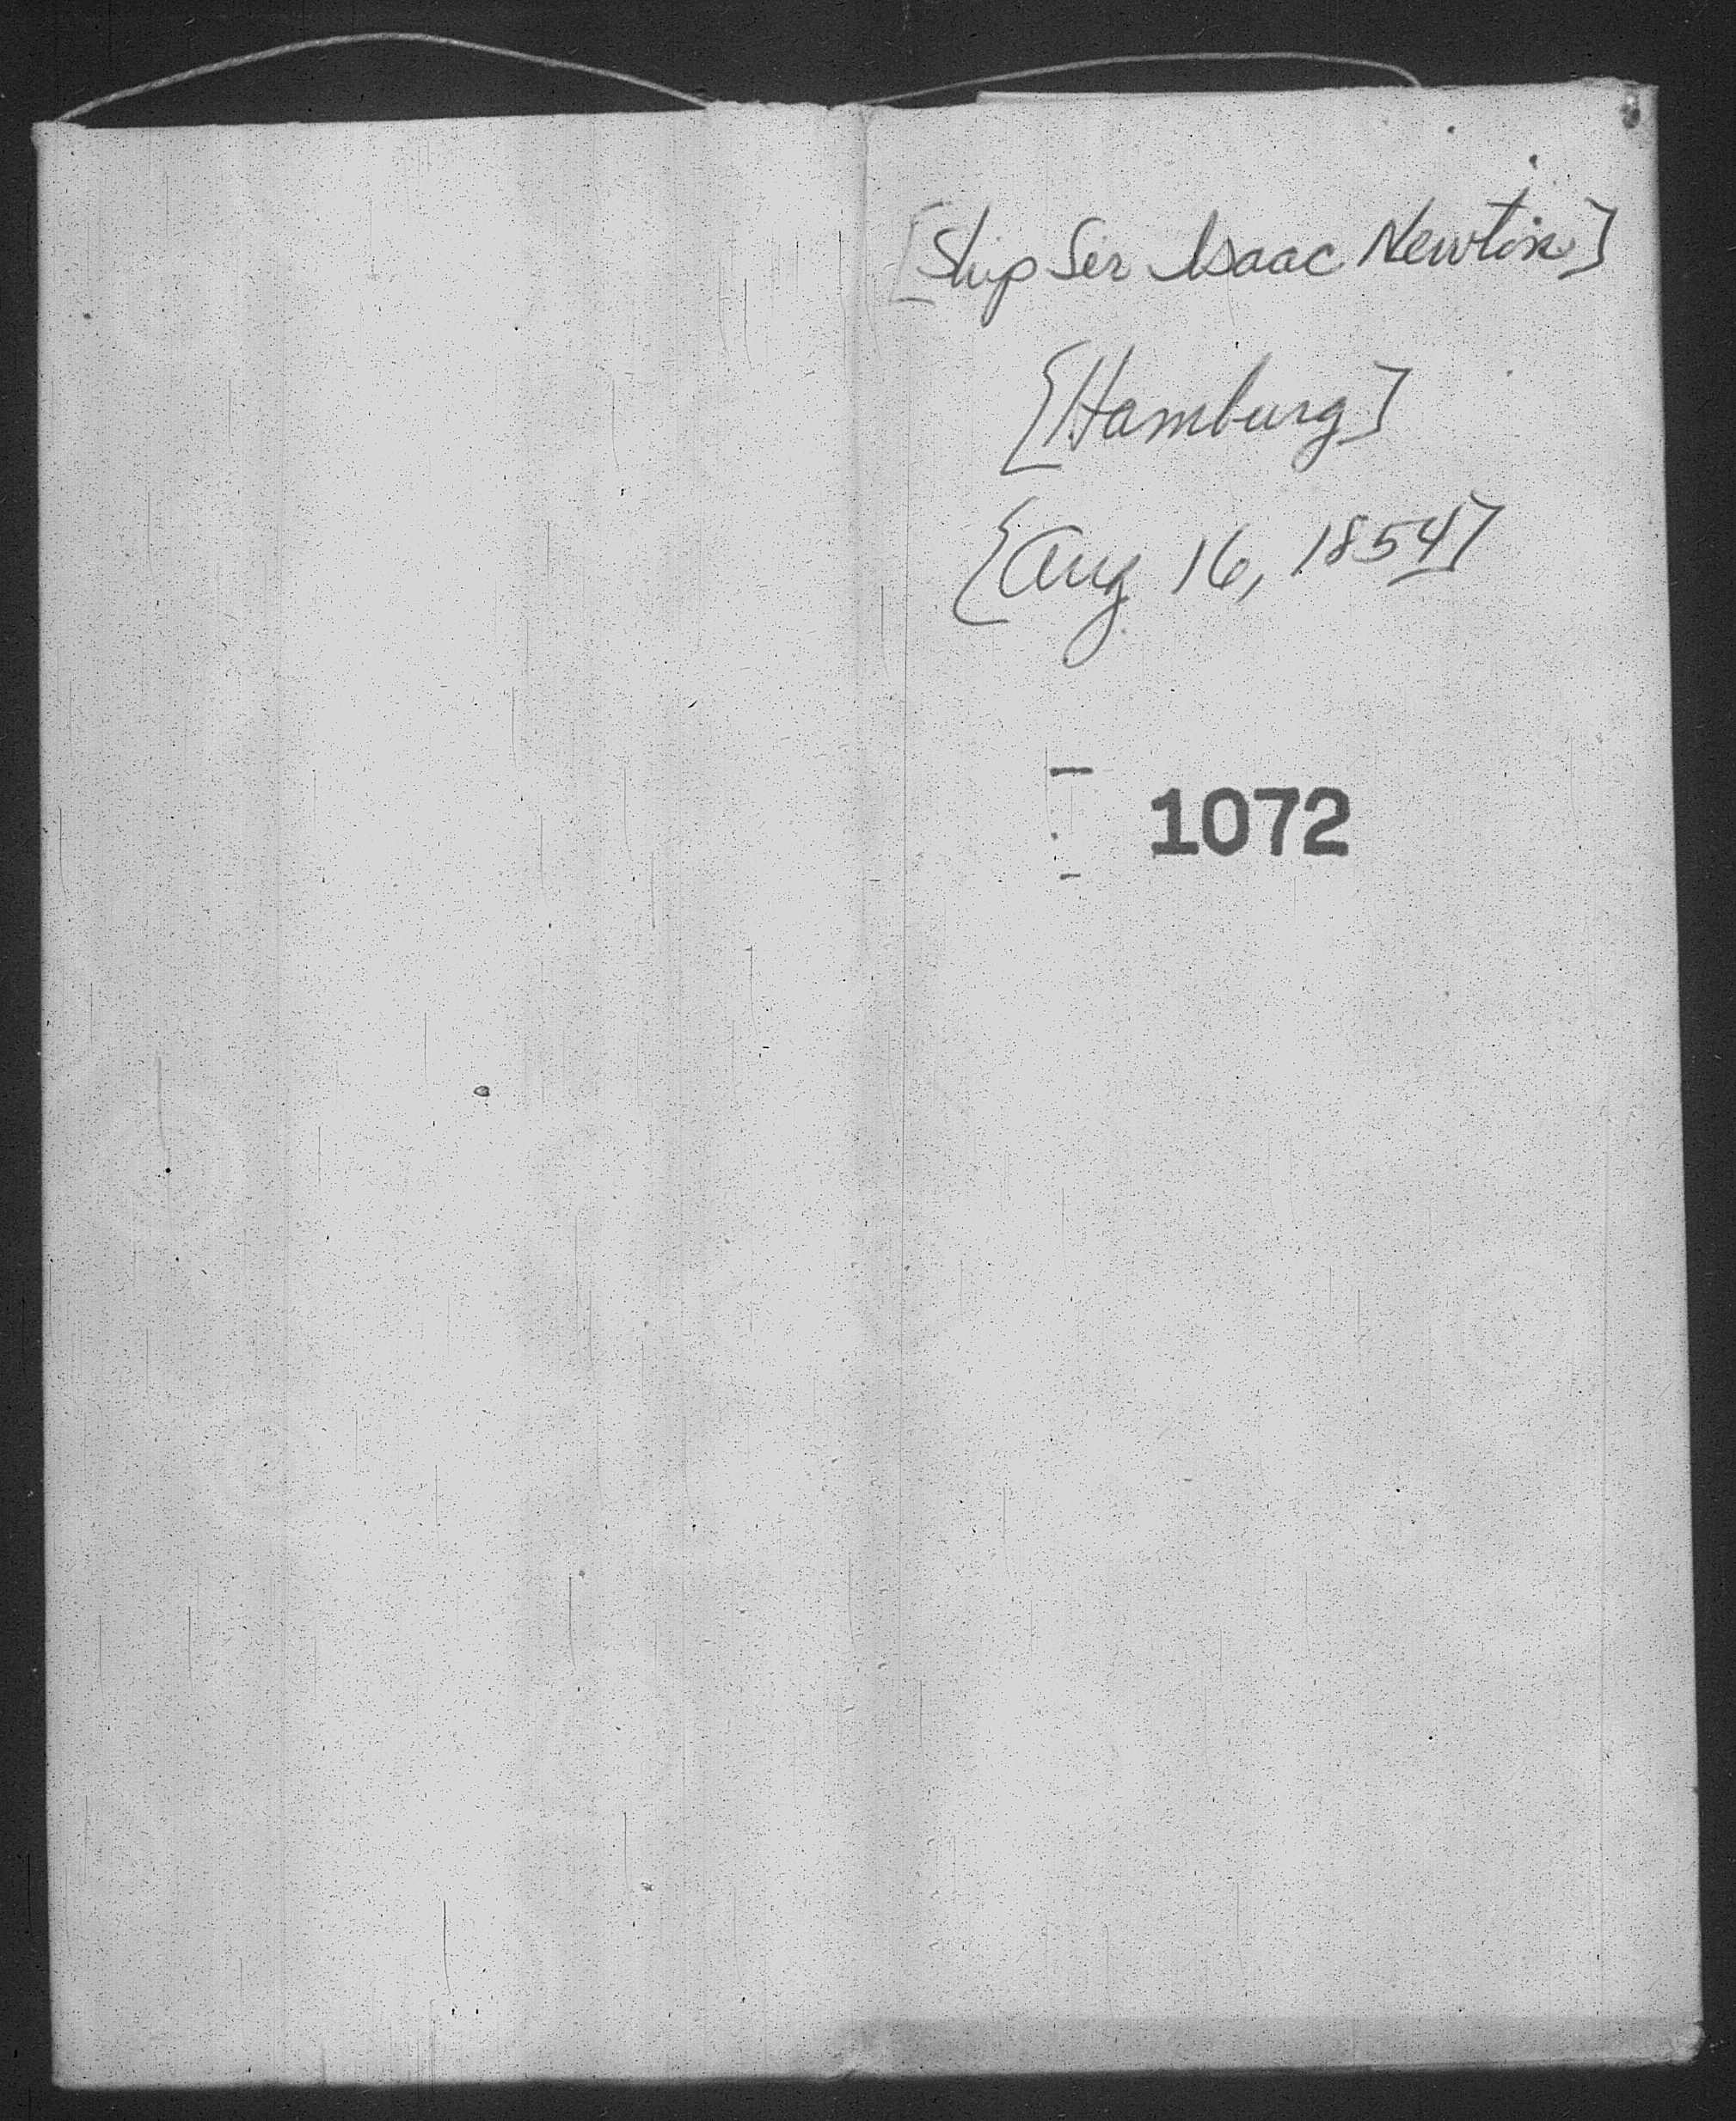 [Ship Sir Isaac Newton]
[Hamburg]
[Aug 16, 1854]
1072